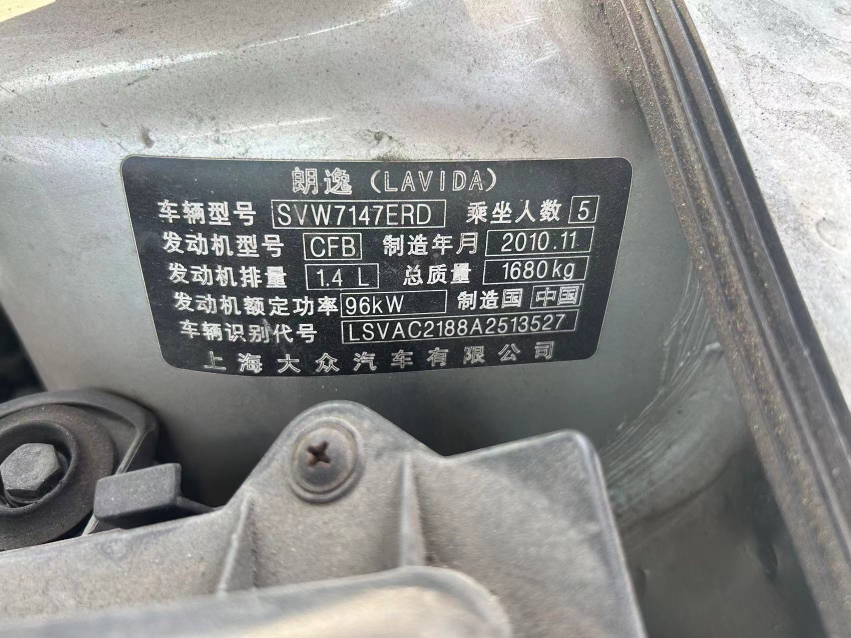 朗逸(LAVIDA)
车辆型号 SVW7147ERD 乘坐人数 5
发动机型号 CFB 制造年月 2010.11
发动机排量 1.4 L 总质量 1680kg
发动机额定功率 96kW 制造国 中国
车辆识别代号 LSVAC2188A2513527
上海大众汽车有限公司